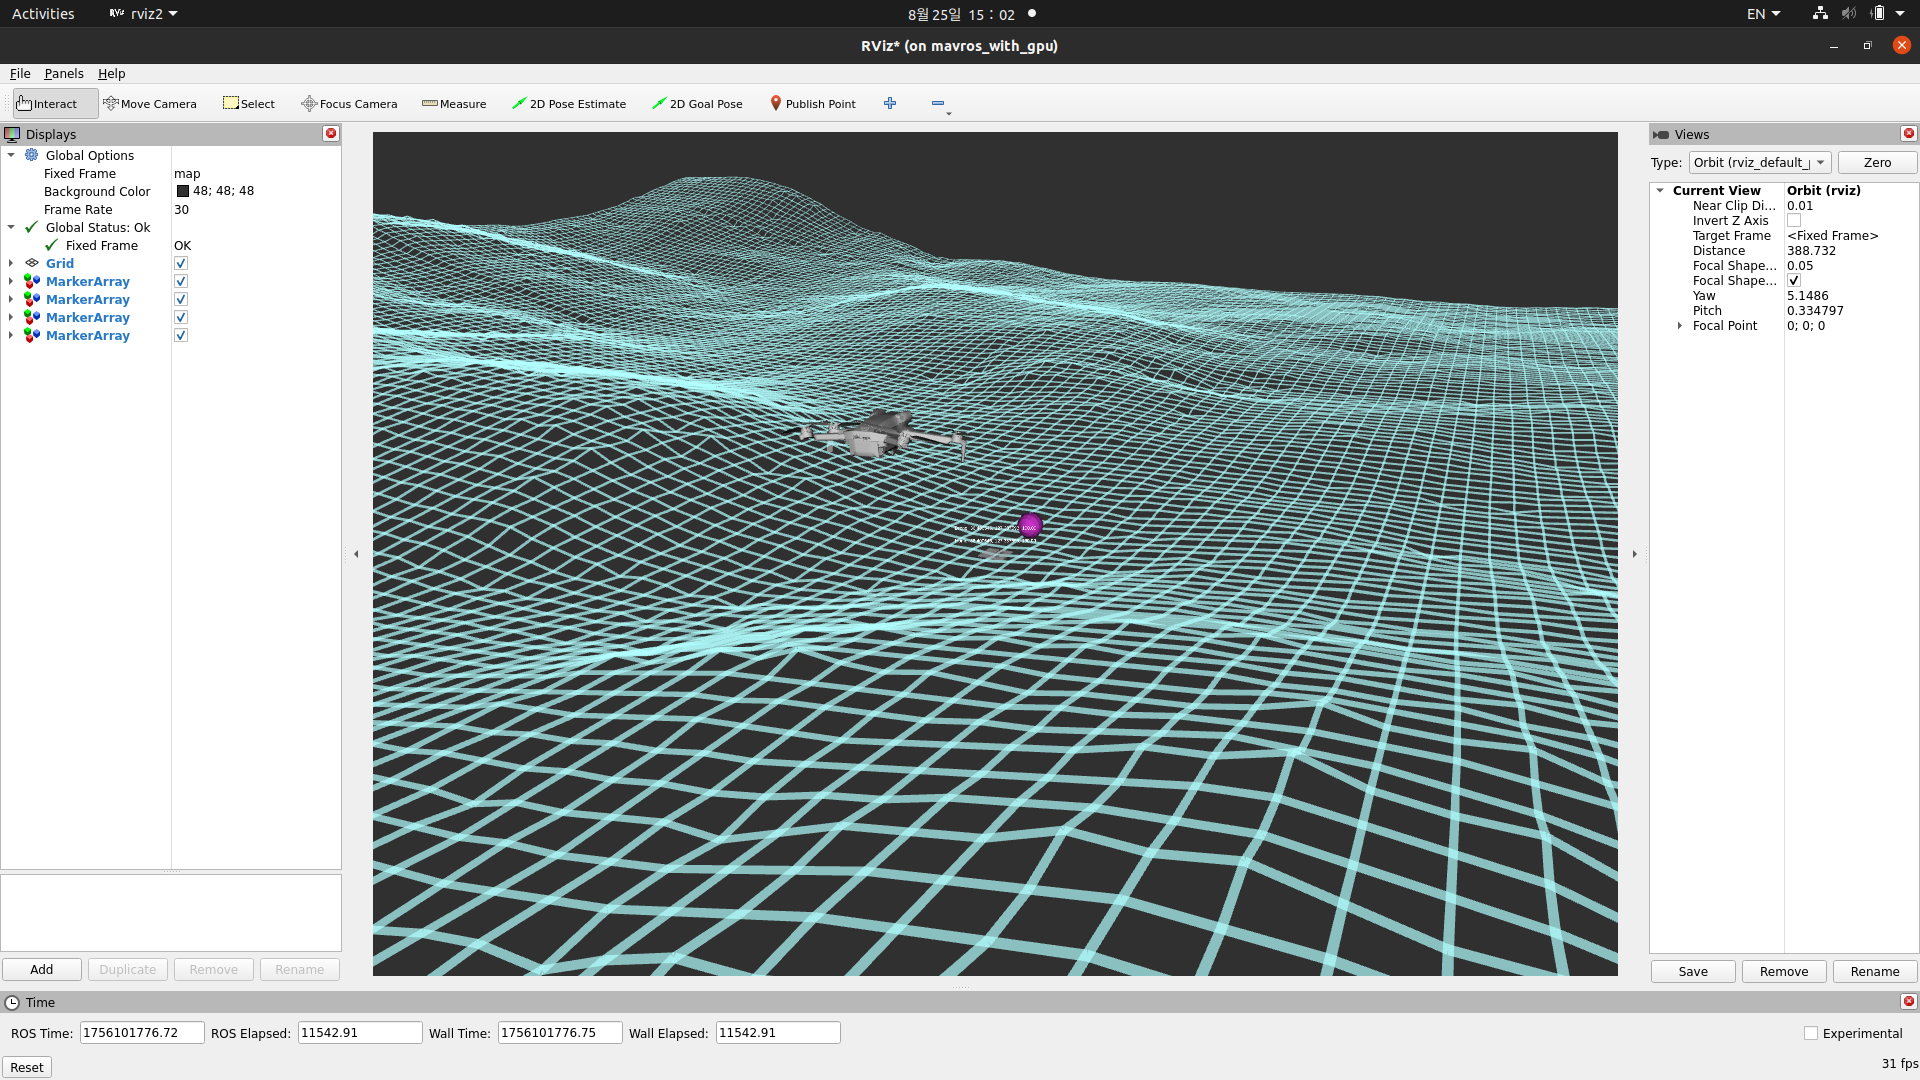 Activities
rviz2
8월 25일 15 : 02
EN
RViz* (on mavros_with_gpu)
File Panels Help
Interact Move Camera Select Focus Camera Measure 2D Pose Estimate 2D Goal Pose Publish Point
Displays
Global Options
Fixed Frame map
Background Color 48; 48; 48
Frame Rate 30
Global Status: Ok
Fixed Frame OK
Grid
MarkerArray
MarkerArray
MarkerArray
MarkerArray
Add Duplicate Remove Rename
Views
Type: Orbit (rviz_default_ Zero
Current View Orbit (rviz)
Near Clip Di... 0.01
Invert Z Axis
Target Frame <Fixed Frame>
Distance 388.732
Focal Shape... 0.05
Focal Shape...
Yaw 5.1486
Pitch 0.334797
Focal Point 0; 0; 0
Save Remove Rename
Time
ROS Time: 1756101776.72 ROS Elapsed: 11542.91 Wall Time: 1756101776.75 Wall Elapsed: 11542.91 Experimental
Reset 31 fps